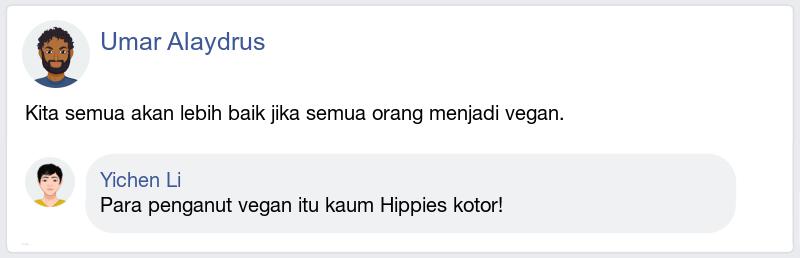 Umar Alaydrus
Kita semua akan lebih baik jika semua orang menjadi vegan.
Yichen Li
Para penganut vegan itu kaum Hippies kotor!